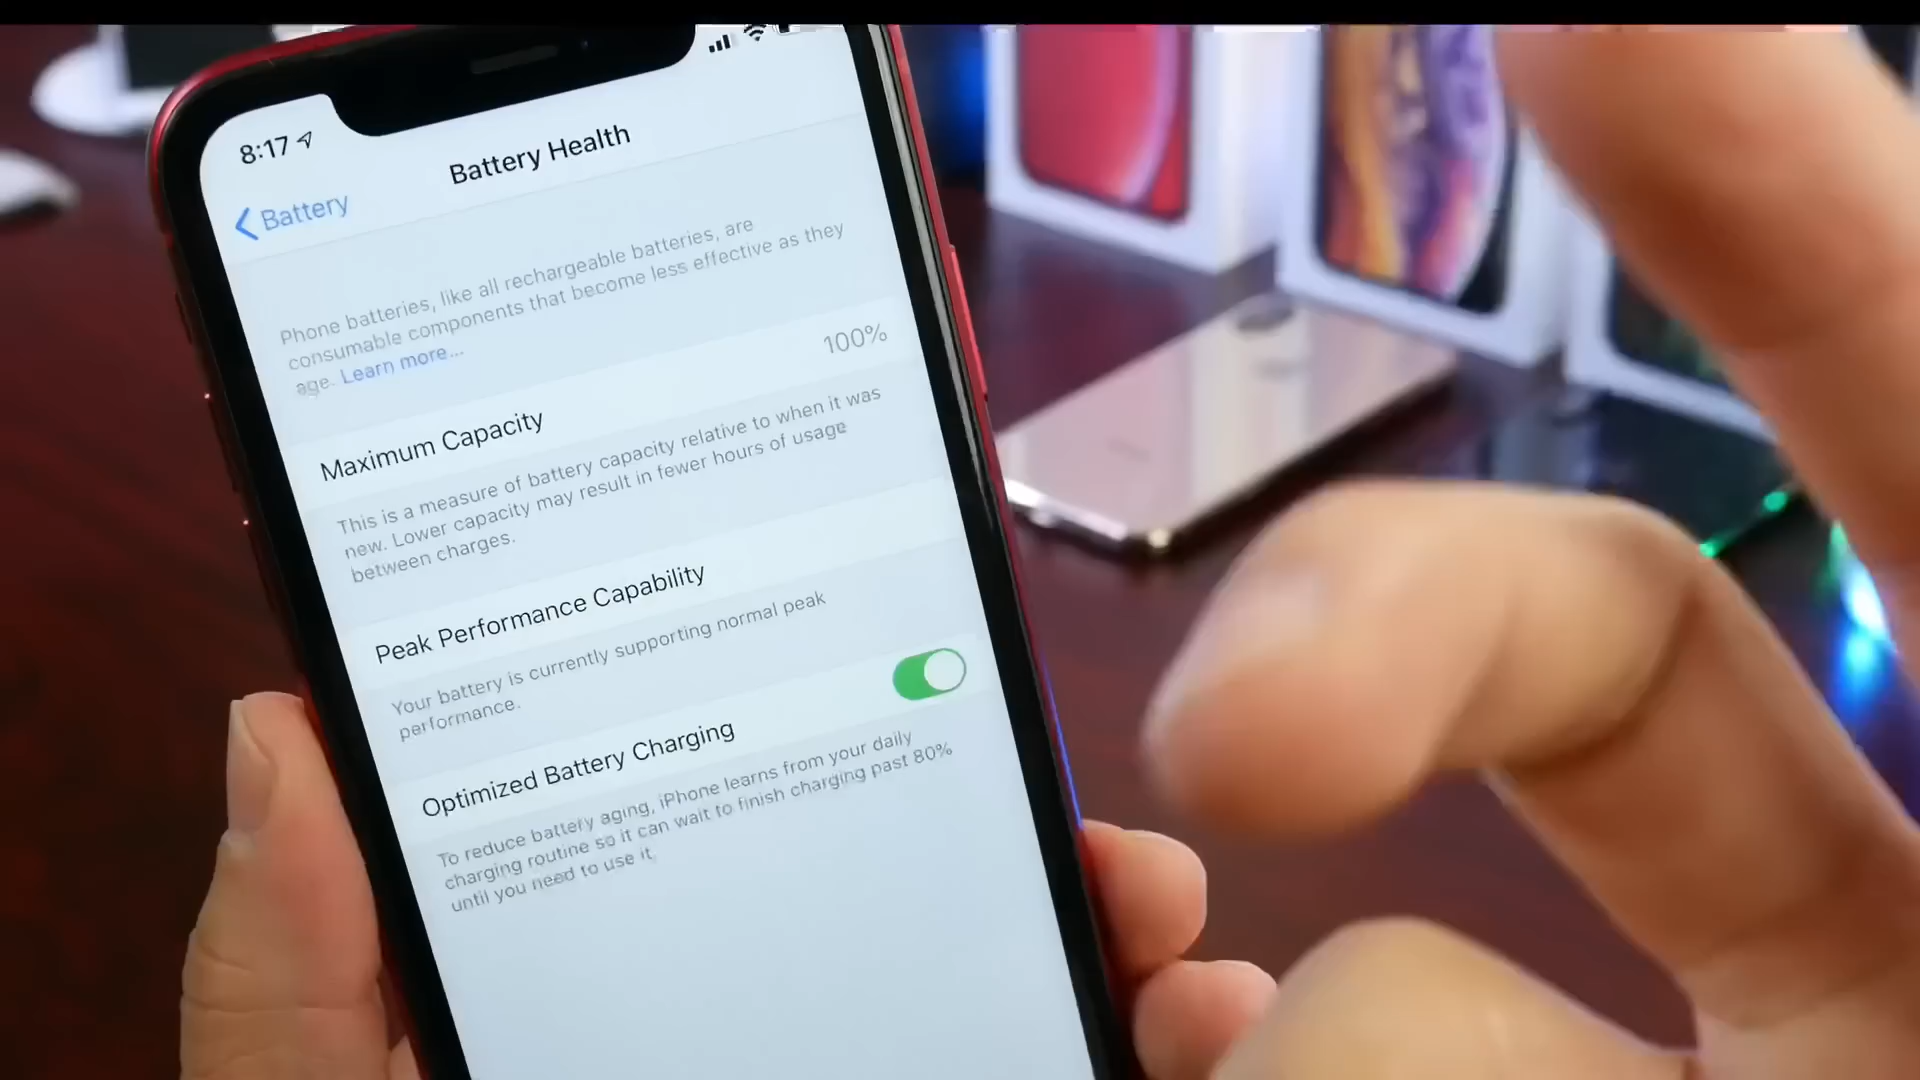 8:17
Battery
Battery Health
Phone batteries, like all rechargeable batteries, are
consumable components that become less effective as they
age. Learn more...
Maximum Capacity
100%
This is a measure of battery capacity relative to when it was
new. Lower capacity may result in fewer hours of usage
between charges.
Peak Performance Capability
Your battery is currently supporting normal peak
performance.
Optimized Battery Charging
To reduce battery aging, iPhone learns from your daily
charging routine so it can wait to finish charging past 80%
until you need to use it.